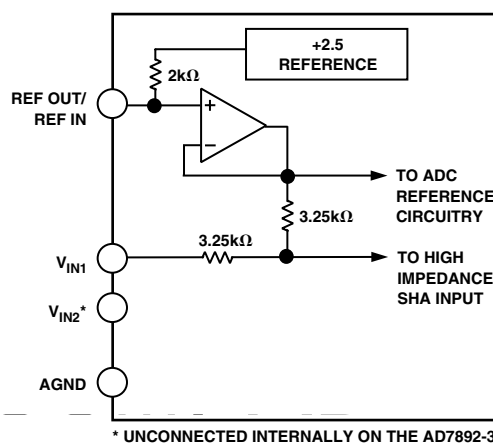 +2.5
REFERENCE
2kΩ
REF OUT/
REF IN
+
−
TO ADC
REFERENCE
CIRCUITRY
3.25kΩ
3.25kΩ
VIN1
TO HIGH
IMPEDANCE
SHA INPUT
VIN2*
AGND
* UNCONNECTED INTERNALLY ON THE AD7892-3